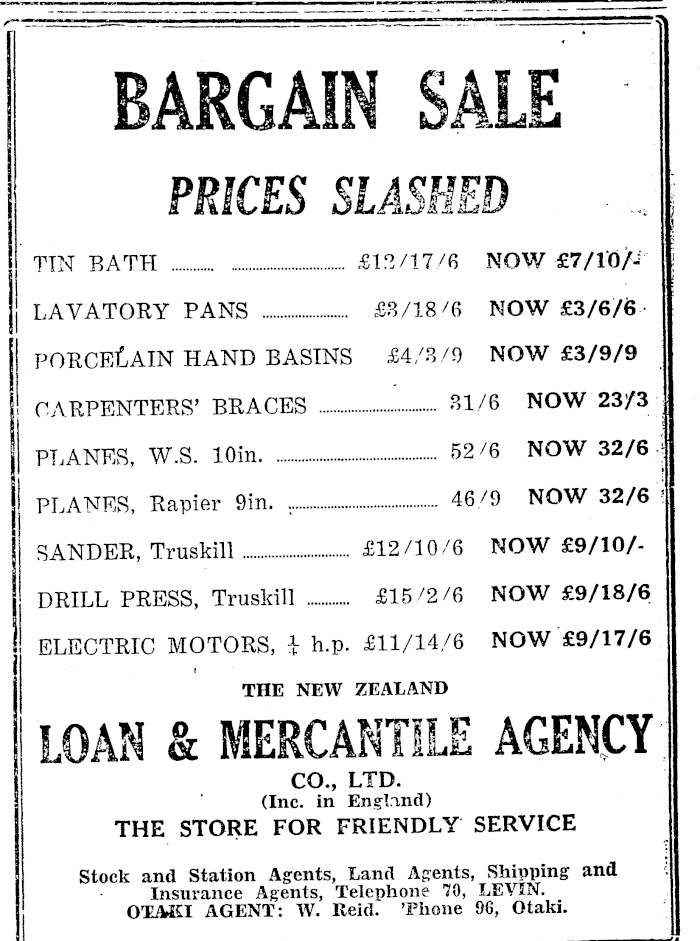 BARGAIN SALE
PRICES SLASHED
TIN BATH ........... .............................. £12/17/6 NOW £7/10/-
LAVATORY PANS ....................... £3/18/6 NOW £3/6/6
PORCELAIN HAND BASINS £4/3/9 NOW £3/9/9
CARPENTERS' BRACES ............................... 31/6 NOW 23/3
PLANES, W.S. 10in. .......................................... 52/6 NOW 32/6
PLANES, Rapier 9in. ....................................... 46/9 NOW 32/6
SANDER, Truskill ............................ £12/10/6 NOW £9/10/-
DRILL PRESS, Truskill ........... £15/2/6 NOW £9/18/6
ELECTRIC MOTORS, ¼ h.p. £11/14/6 NOW £9/17/6
THE NEW ZEALAND
LOAN & MERCANTILE AGENCY
CO., LTD.
(Inc. in England)
THE STORE FOR FRIENDLY SERVICE
Stock and Station Agents, Land Agents, Shipping and
Insurance Agents, Telephone 70, LEVIN.
OTAKI AGENT: W. Reid. 'Phone 96, Otaki.